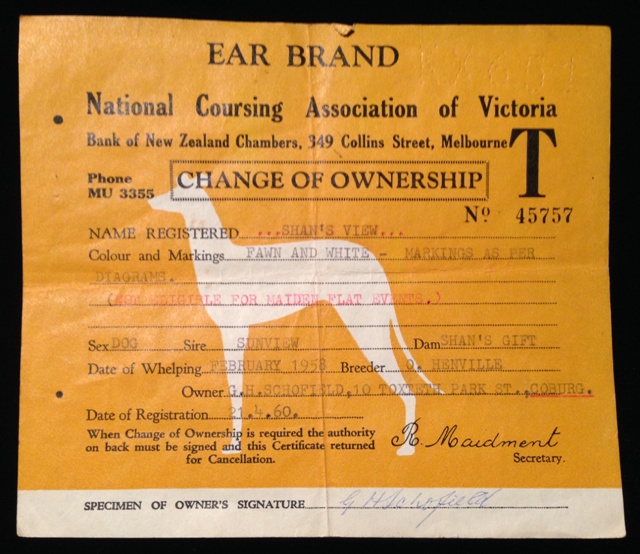 EAR BRAND
National Coursing Association of Victoria
Bank of New Zealand Chambers, 349 Collins Street, Melbourne T
Phone
MU 3355 CHANGE OF OWNERSHIP
Nº 45757
NAME REGISTERED ...SHAN'S VIEW...
Colour and Markings FAWN AND WHITE - MARKINGS AS PER
DIAGRAMS.
ELIGIBLE FOR MAIDEN FLAT EVENTS.)
Sex DOG Sire SUNVIEW Dam SHAN'S GIFT
Date of Whelping FEBRUARY 1958 Breeder HENVILLE
Owner G.H.SCHOFIELD, 10 TOXTETH PARK ST., COBURG.
Date of Registration 21.4.60.
When Change of Ownership is required the authority
on back must be signed and this Certificate returned
for Cancellation.
R. Maidment
Secretary.
SPECIMEN OF OWNER'S SIGNATURE G H Schofield